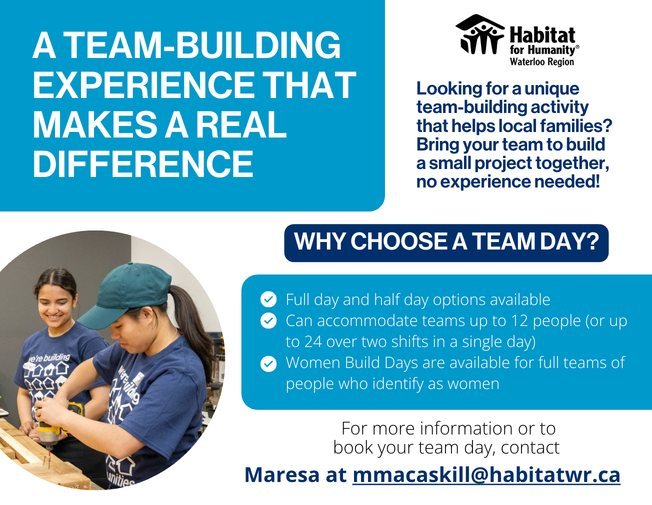 A TEAM-BUILDING
EXPERIENCE THAT
MAKES A REAL
DIFFERENCE
Habitat
for Humanity®
Waterloo Region
Looking for a unique
team-building activity
that helps local families?
Bring your team to build
a small project together,
no experience needed!
WHY CHOOSE A TEAM DAY?
Full day and half day options available
Can accommodate teams up to 12 people (or up
to 24 over two shifts in a single day)
Women Build Days are available for full teams of
people who identify as women
we're building
For more information or to
book your team day, contact
Maresa at mmacaskill@habitatwr.ca